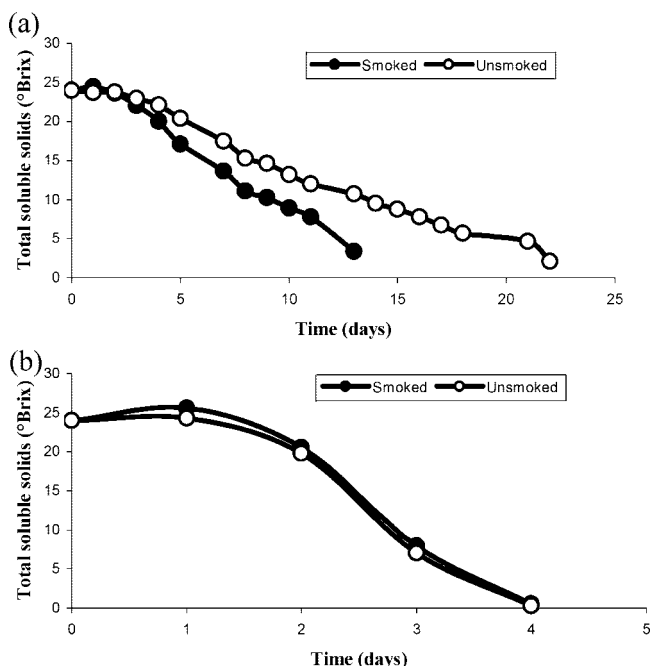 (a)
Smoked Unsmoked
Total soluble solids (°Brix)
30
25
20
15
10
5
0
0 5 10 15 20 25
Time (days)
(b)
Smoked Unsmoked
Total soluble solids (°Brix)
30
25
20
15
10
5
0
0 1 2 3 4 5
Time (days)